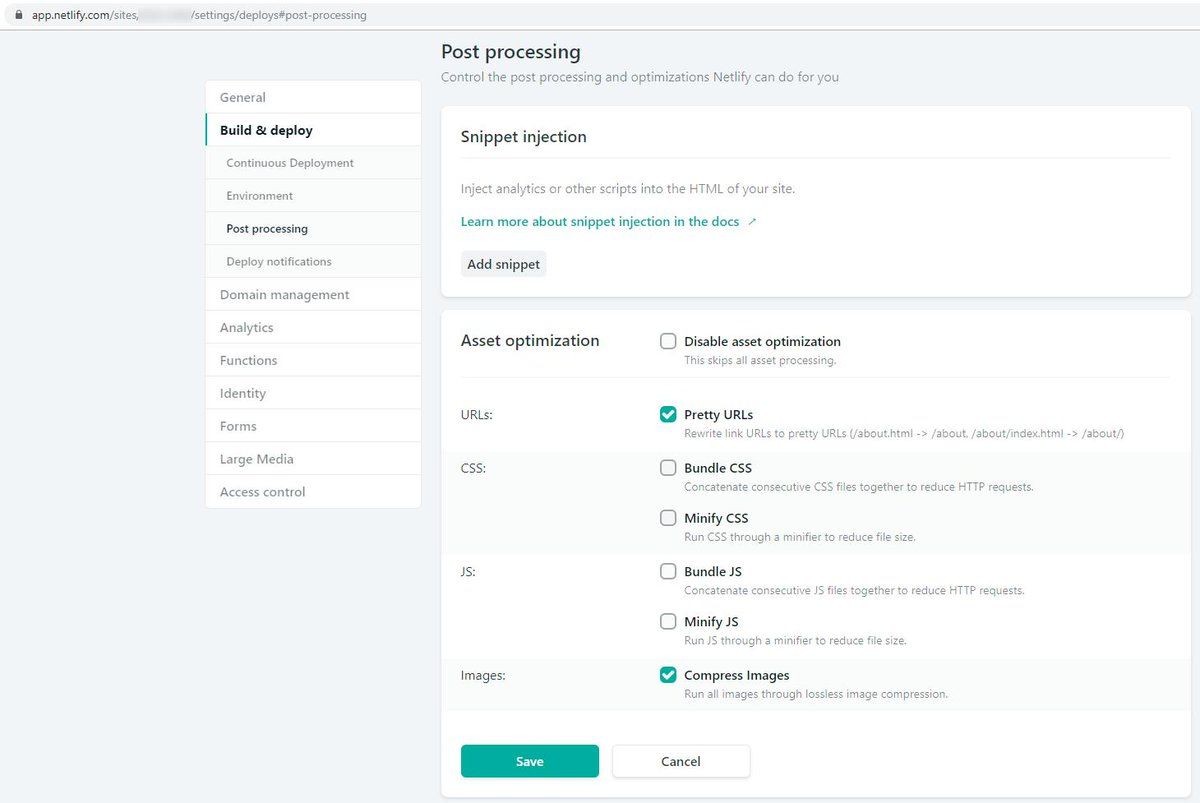 app.netlify.com/sites, /settings/deploys#post-processing
Post processing
Control the post processing and optimizations Netlify can do for you
General
Build & deploy
Continuous Deployment
Environment
Post processing
Deploy notifications
Domain management
Analytics
Functions
Identity
Forms
Large Media
Access control
Snippet injection
Inject analytics or other scripts into the HTML of your site.
Learn more about snippet injection in the docs ↗
Add snippet
Asset optimization
Disable asset optimization
This skips all asset processing.
URLs:
Pretty URLs
Rewrite link URLs to pretty URLs (/about.html -> /about, /about/index.html -> /about/)
CSS:
Bundle CSS
Concatenate consecutive CSS files together to reduce HTTP requests.
Minify CSS
Run CSS through a minifier to reduce file size.
JS:
Bundle JS
Concatenate consecutive JS files together to reduce HTTP requests.
Minify JS
Run JS through a minifier to reduce file size.
Images:
Compress Images
Run all images through lossless image compression.
Save
Cancel